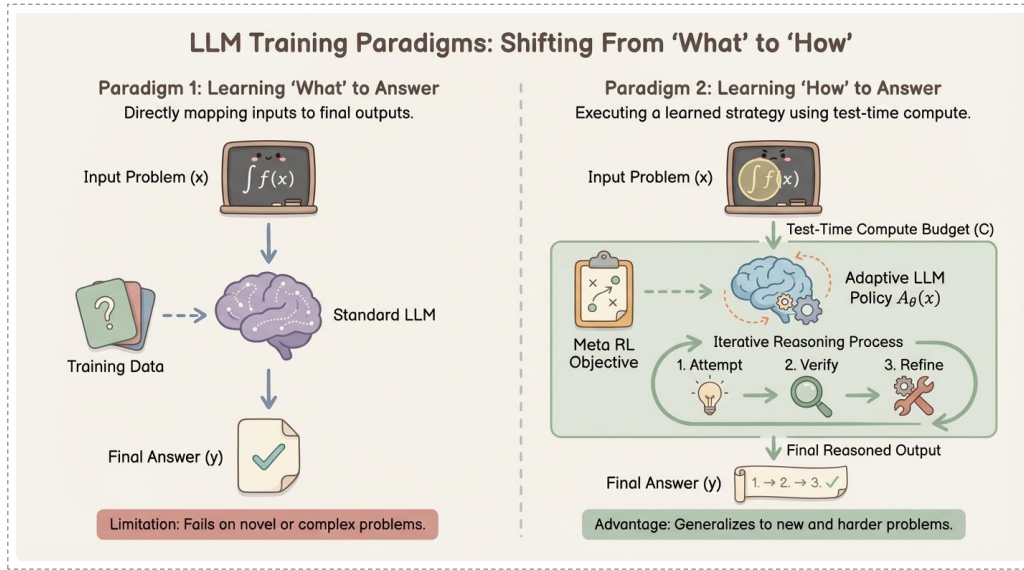 LLM Training Paradigms: Shifting From ‘What’ to ‘How’
Paradigm 1: Learning ‘What’ to Answer
Directly mapping inputs to final outputs.
Input Problem (x)
∫ f(x)
?
Training Data
Standard LLM
Final Answer (y)
Limitation: Fails on novel or complex problems.
Paradigm 2: Learning ‘How’ to Answer
Executing a learned strategy using test-time compute.
Input Problem (x)
∫ f(x)
Test-Time Compute Budget (C)
Meta RL
Objective
Adaptive LLM
Policy A_θ(x)
Iterative Reasoning Process
1. Attempt
2. Verify
3. Refine
Final Reasoned Output
Final Answer (y)
1. → 2. → 3. ✓
Advantage: Generalizes to new and harder problems.